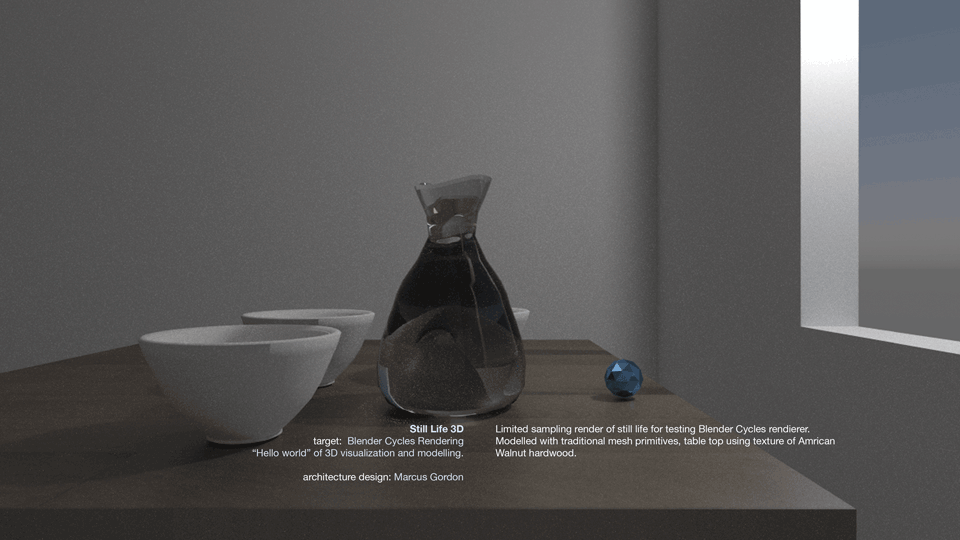 Still Life 3D
target: Blender Cycles Rendering
“Hello world” of 3D visualization and modelling.
architecture design: Marcus Gordon
Limited sampling render of still life for testing Blender Cycles rendierer.
Modelled with traditional mesh primitives, table top using texture of Amrican
Walnut hardwood.